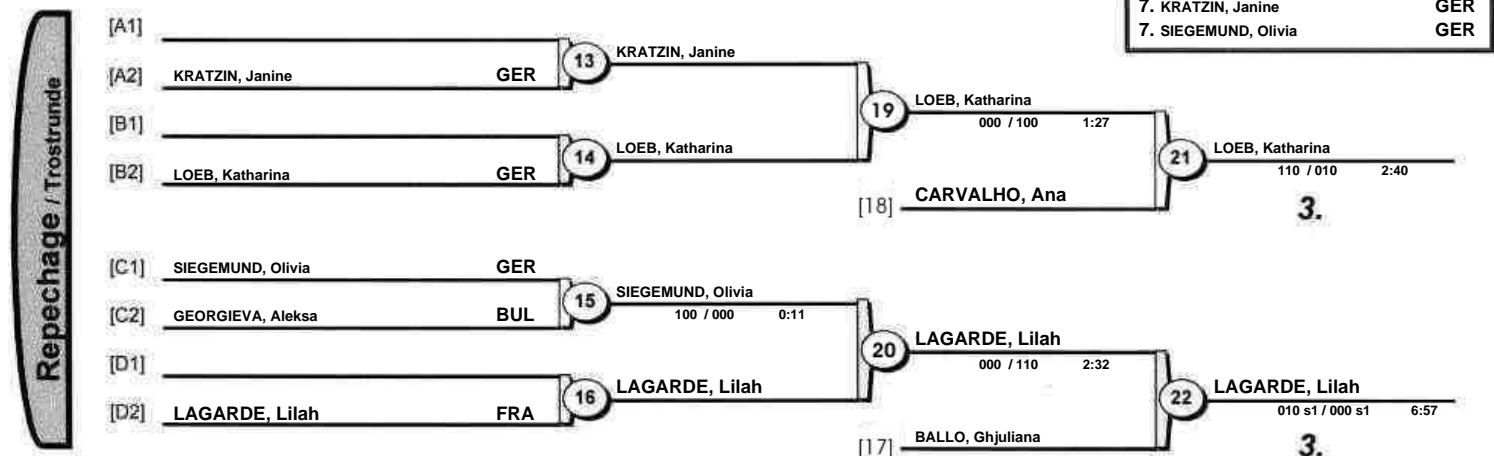 7. KRATZIN, Janine GER
7. SIEGEMUND, Olivia GER
Repechage / Trostrunde
[A1]
[A2] KRATZIN, Janine GER
13 KRATZIN, Janine
[B1]
[B2] LOEB, Katharina GER
14 LOEB, Katharina
19 LOEB, Katharina
000 / 100 1:27
[18] CARVALHO, Ana
21 LOEB, Katharina
110 / 010 2:40
3.
[C1] SIEGEMUND, Olivia GER
[C2] GEORGIEVA, Aleksa BUL
15 SIEGEMUND, Olivia
100 / 000 0:11
[D1]
[D2] LAGARDE, Lilah FRA
16 LAGARDE, Lilah
20 LAGARDE, Lilah
000 / 110 2:32
[17] BALLO, Ghjuliana
22 LAGARDE, Lilah
010 s1 / 000 s1 6:57
3.